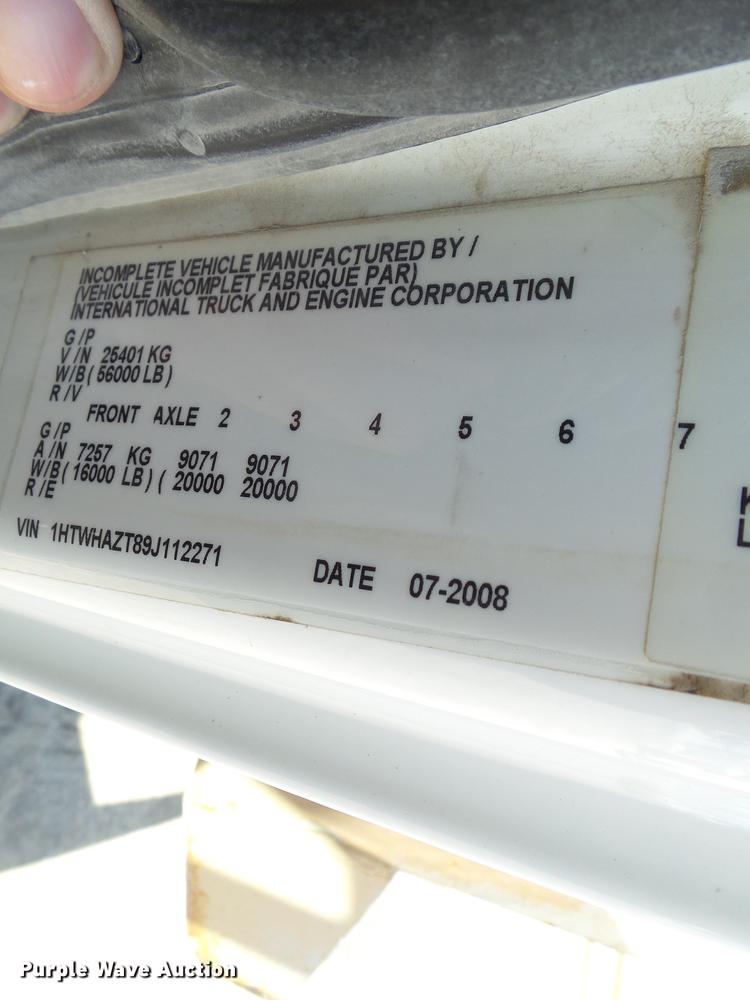 INCOMPLETE VEHICLE MANUFACTURED BY /
(VEHICULE INCOMPLET FABRIQUE PAR)
INTERNATIONAL TRUCK AND ENGINE CORPORATION
G /P
V /N 25401 KG
W/B ( 56000 LB )
R /V
FRONT AXLE 2 3 4 5 6 7
G /P
A /N 7257 KG 9071 9071
W/B ( 16000 LB ) ( 20000 20000
R /E
VIN 1HTWHAZT89J112271 DATE 07-2008
Purple Wave Auction